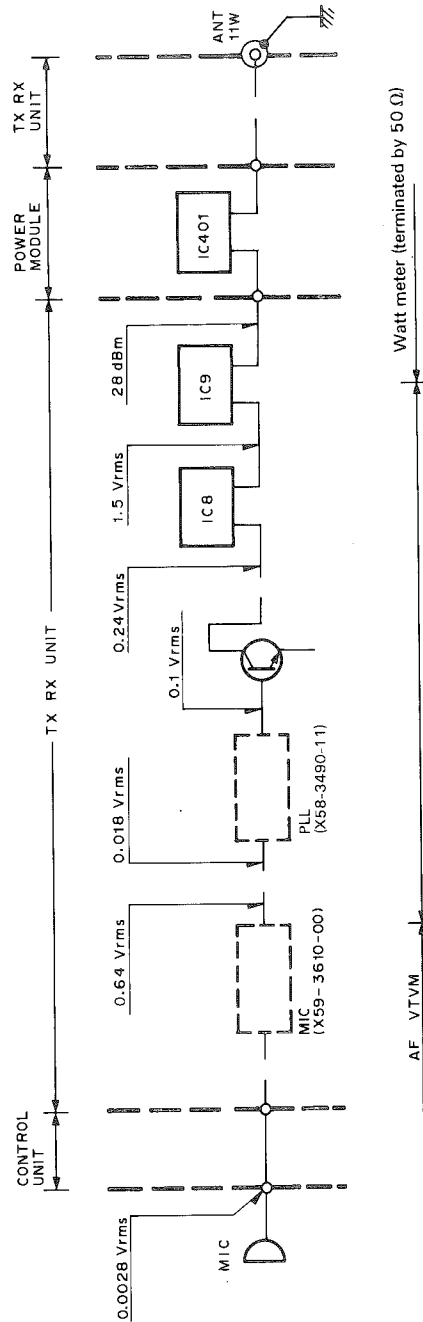 CONTROL
UNIT
TX RX UNIT
POWER
MODULE
TX RX
UNIT
0.0028 Vrms
0.64 Vrms
0.018 Vrms
0.1 Vrms
0.24 Vrms
1.5 Vrms
28 dBm
MIC
MIC
(X59-3610-00)
PLL
(X58-3490-11)
IC8
IC9
IC401
ANT
11W
AF VTVM
Watt meter (terminated by 50 Ω)